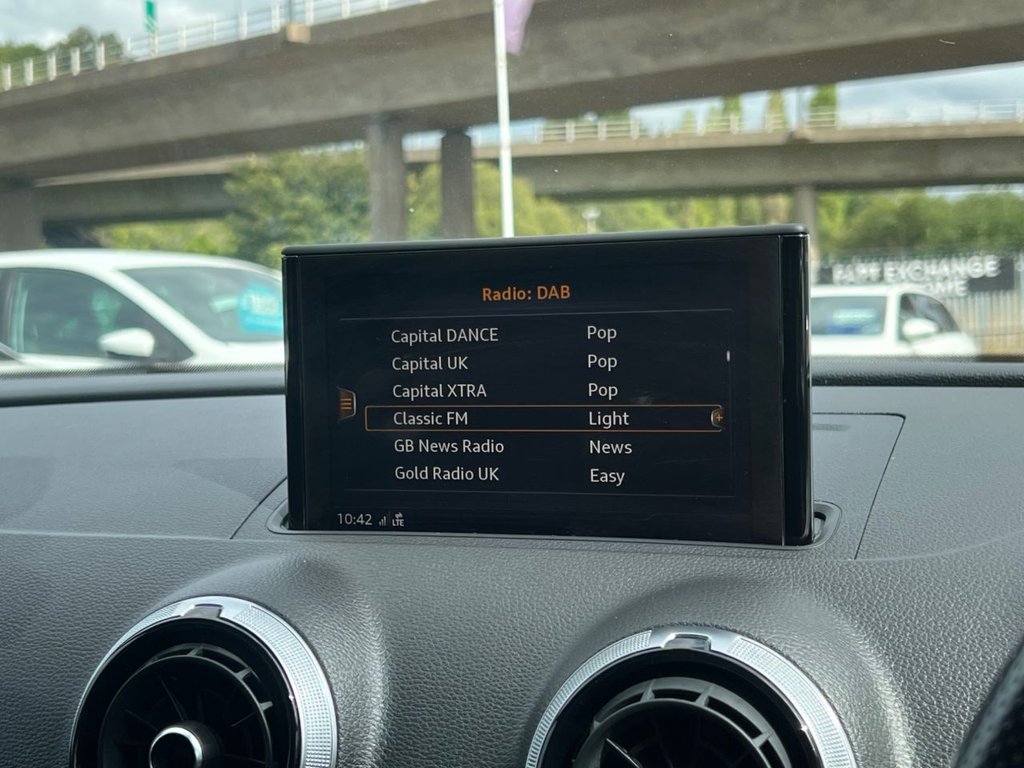 EXCHANGE
Radio: DAB
Capital DANCE Pop
Capital UK Pop
Capital XTRA Pop
Classic FM Light
GB News Radio News
Gold Radio UK Easy
10:42 LTE